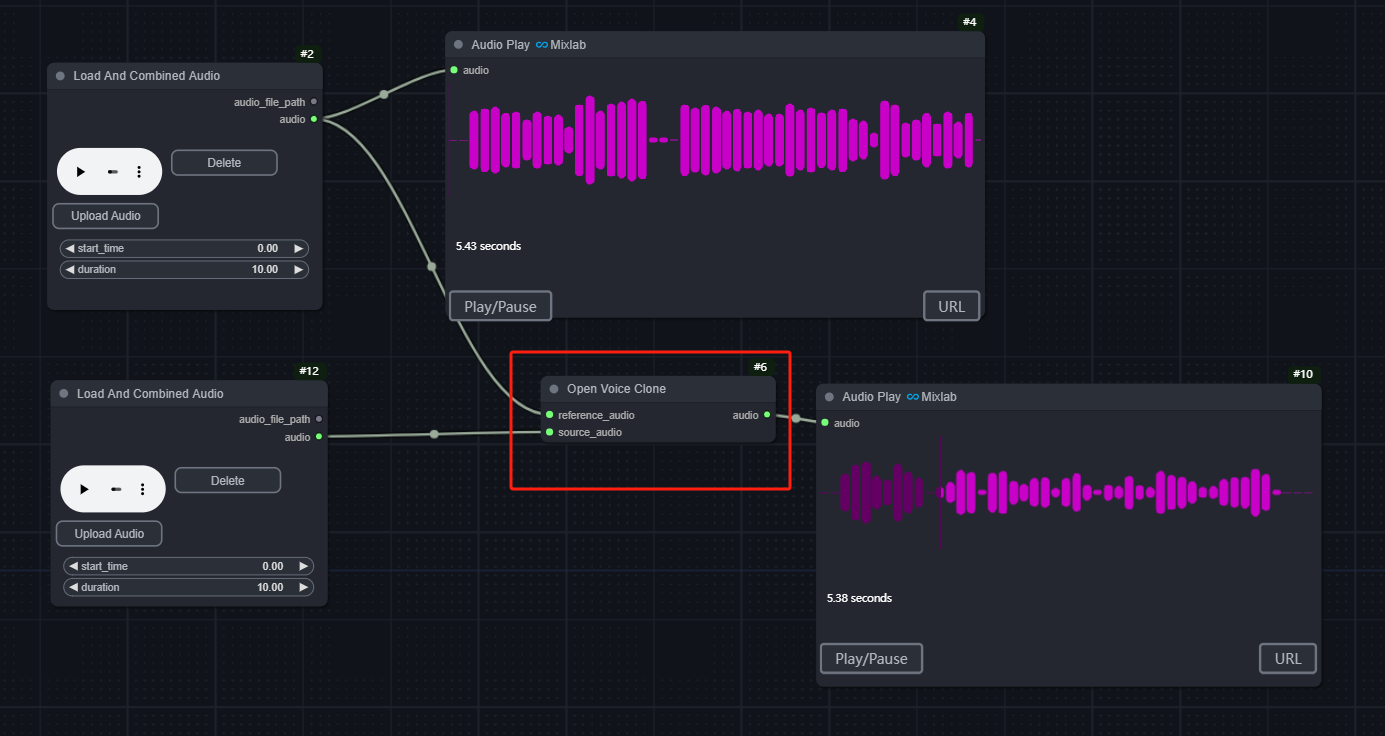 #2
Load And Combined Audio
audio_file_path
audio
Delete
Upload Audio
start_time 0.00
duration 10.00
#4
Audio Play ∞ Mixlab
audio
5.43 seconds
Play/Pause URL
#12
Load And Combined Audio
audio_file_path
audio
Delete
Upload Audio
start_time 0.00
duration 10.00
#6
Open Voice Clone
reference_audio audio
source_audio
#10
Audio Play ∞ Mixlab
audio
5.38 seconds
Play/Pause URL